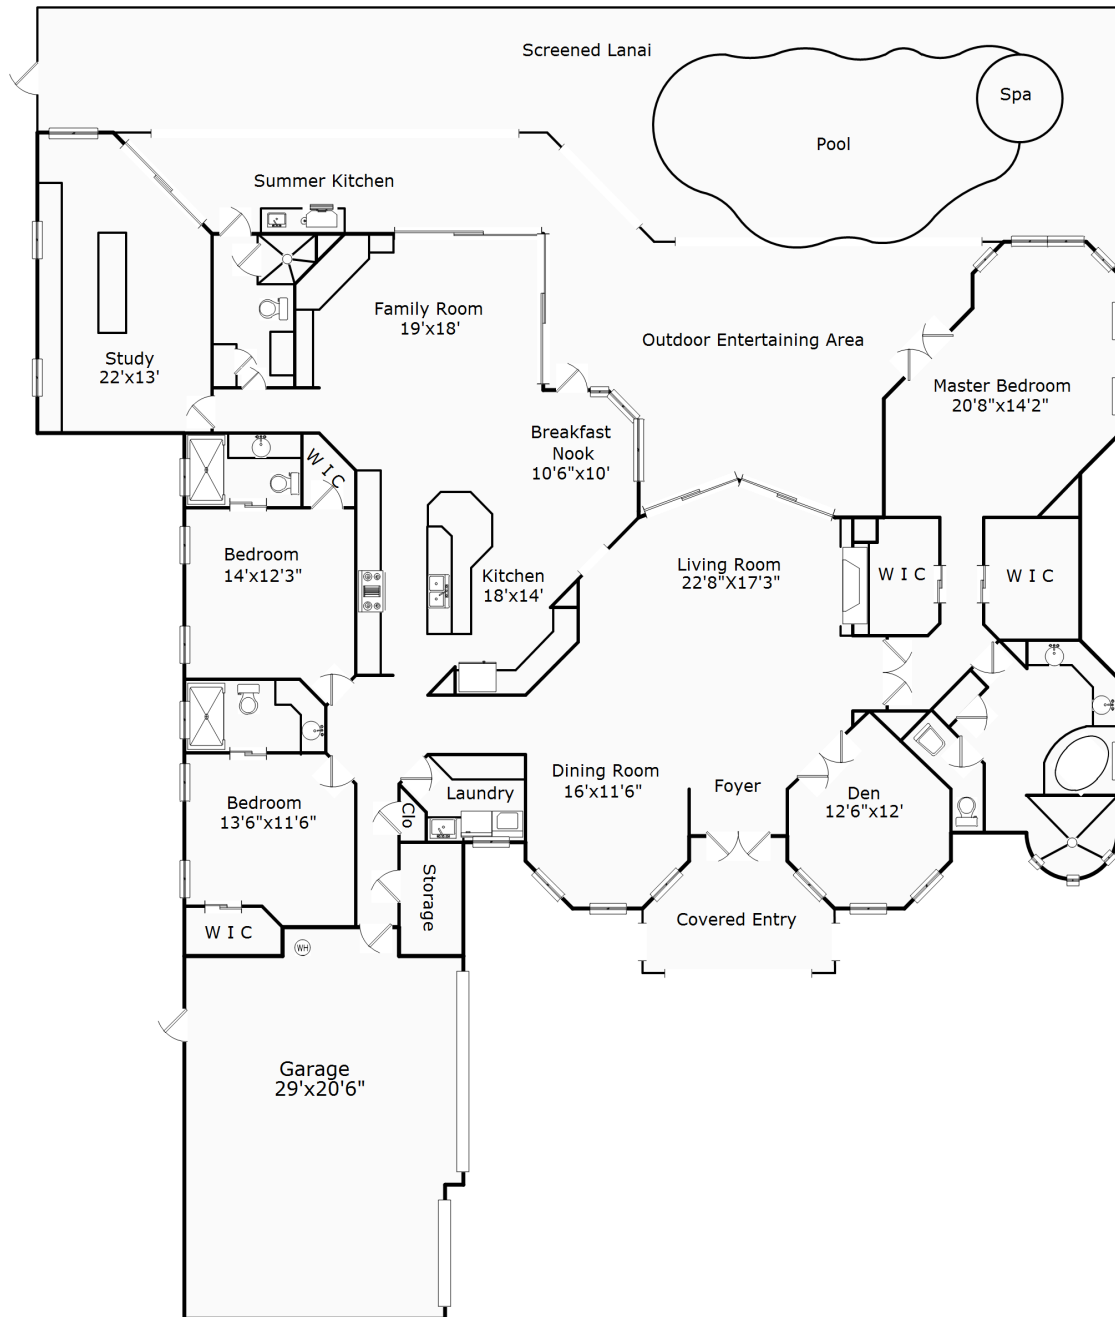 Screened Lanai
Spa
Pool
Summer Kitchen
Family Room
19'x18'
Outdoor Entertaining Area
Study
22'x13'
Master Bedroom
20'8"x14'2"
Breakfast
Nook
10'6"x10'
W I C
Bedroom
14'x12'3"
Kitchen
18'x14'
Living Room
22'8"X17'3"
W I C
W I C
Dining Room
16'x11'6"
Foyer
Den
12'6"x12'
Laundry
Clo
Bedroom
13'6"x11'6"
Storage
Covered Entry
W I C
WH
Garage
29'x20'6"